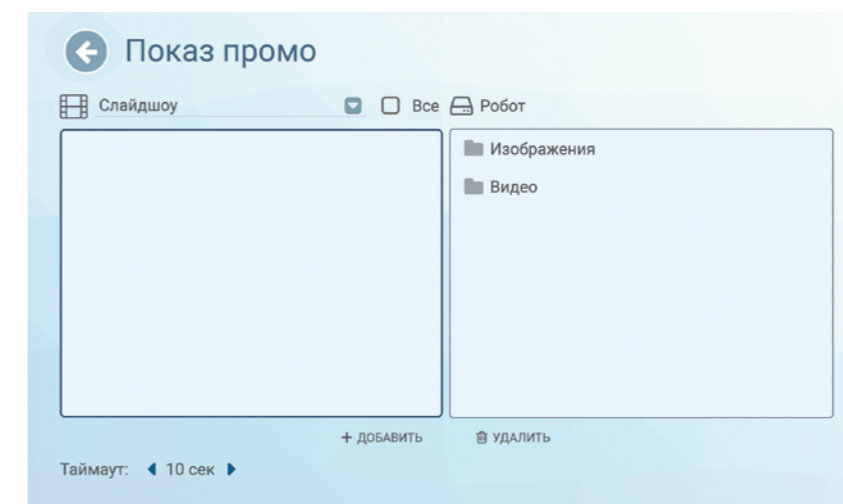 Показ промо
Слайдшоу Все Робот
Изображения
Видео
+ ДОБАВИТЬ УДАЛИТЬ
Таймаут: 10 сек